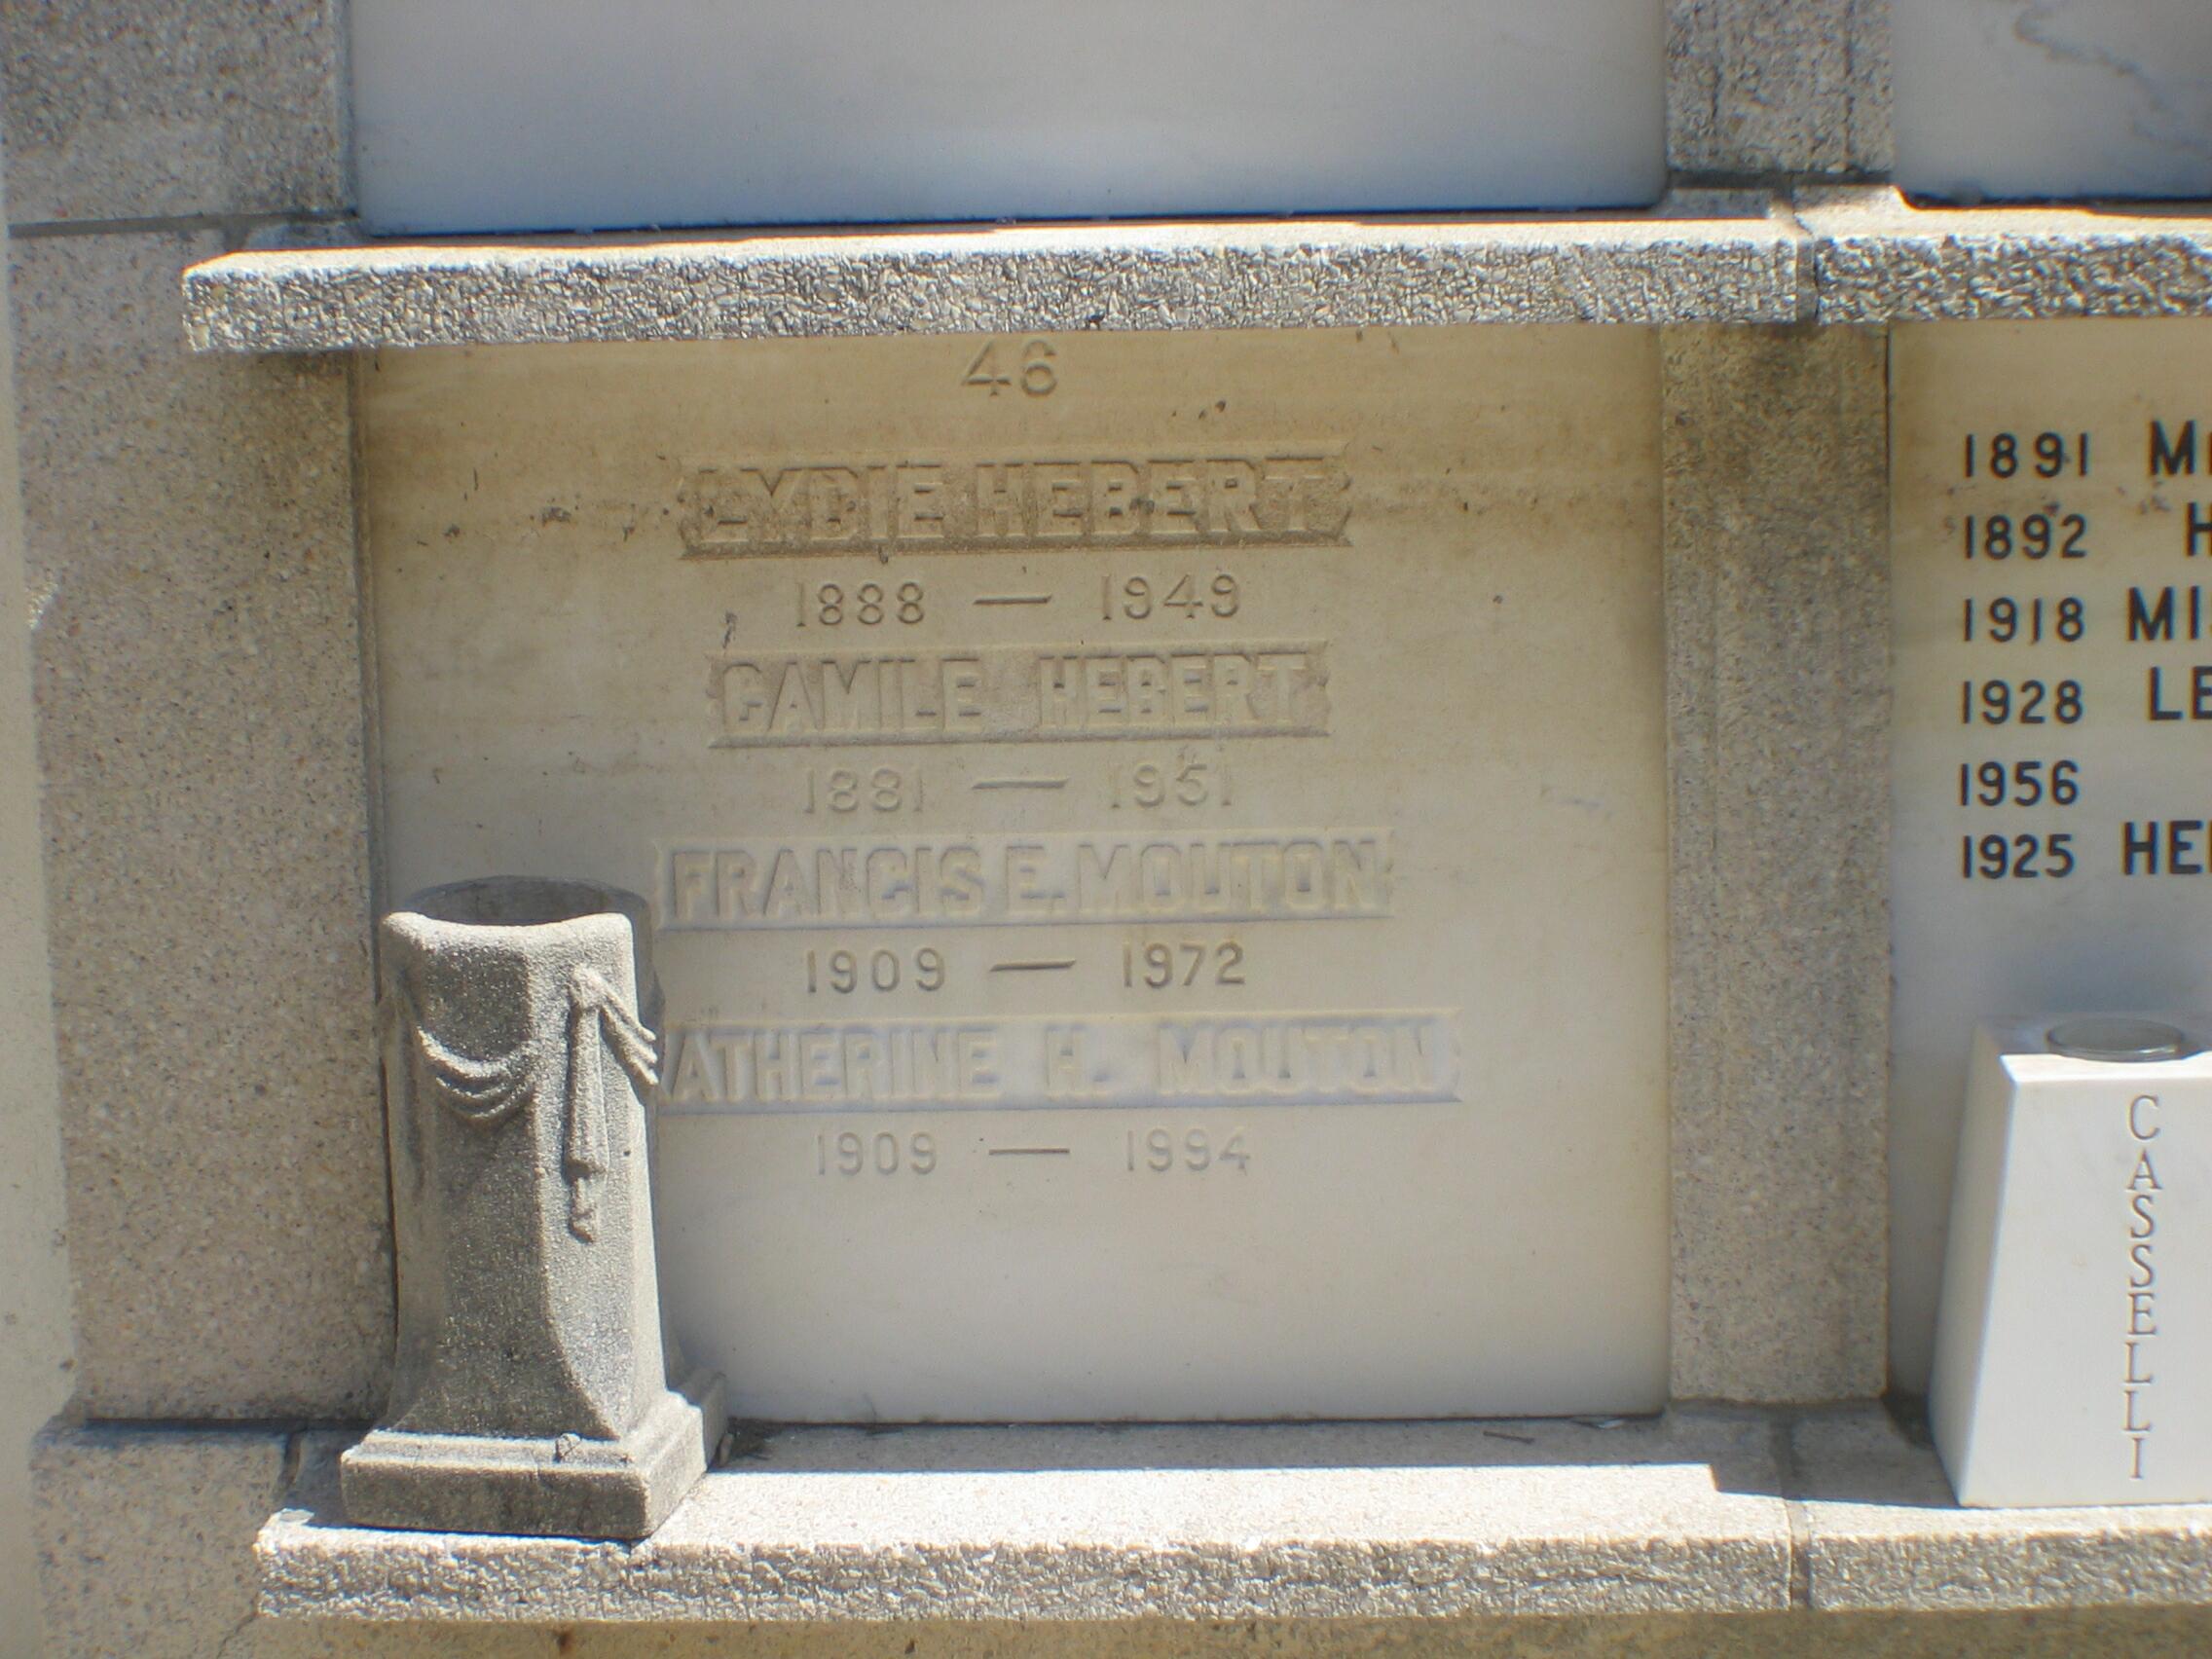 46
LYDIE HEBERT
1888 — 1949
CAMILE HEBERT
1881 — 1951
FRANCIS E. MOUTON
1909 — 1972
ATHERINE H. MOUTON
1909 — 1994
1891
1892
1918
1928
1956
1925
CASSELLI